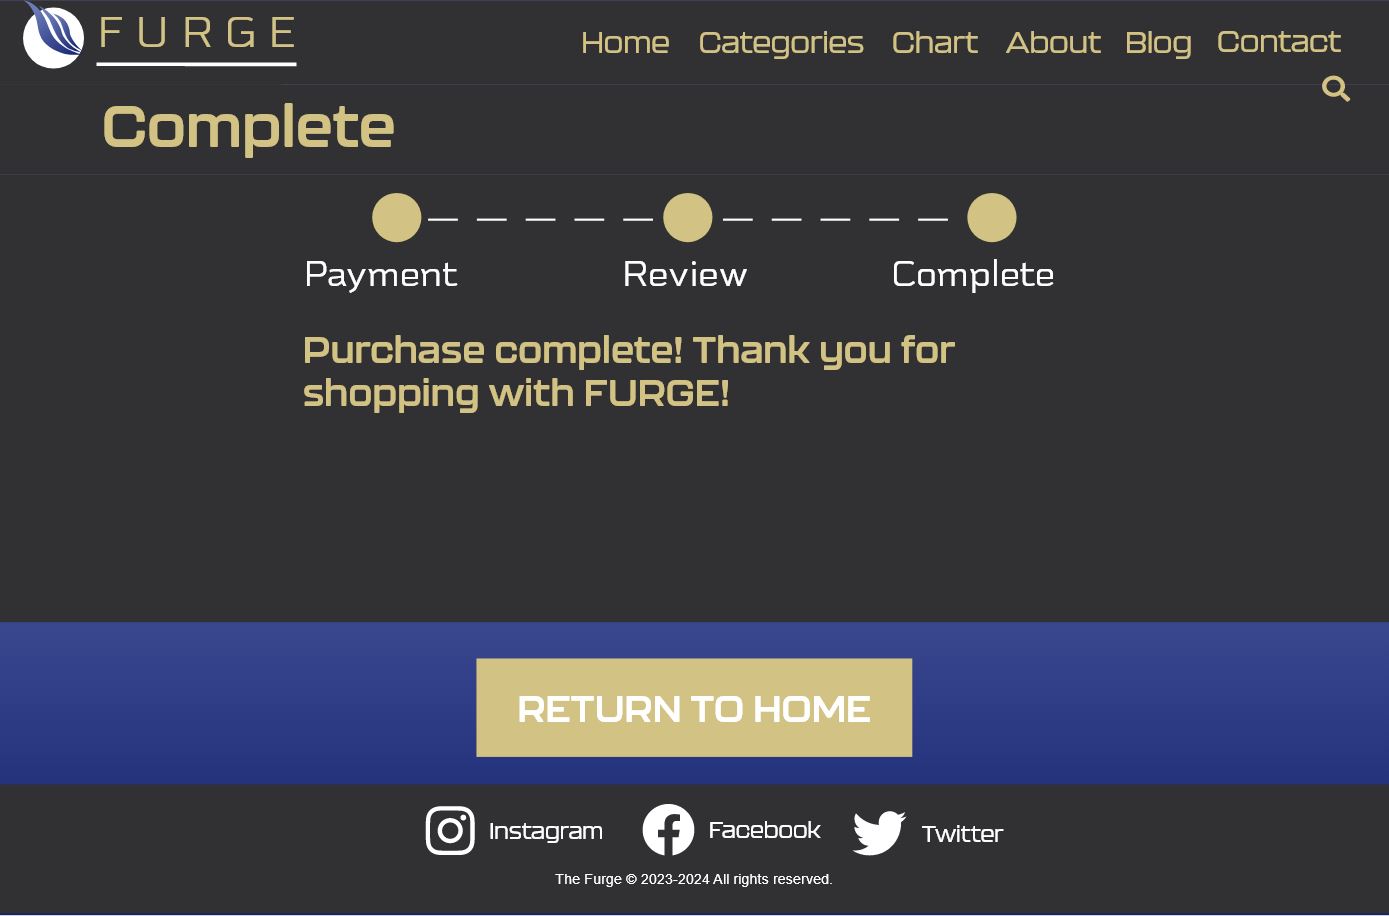 FURGE
Home Categories Chart About Blog Contact
Complete
Payment Review Complete
Purchase complete! Thank you for
shopping with FURGE!
RETURN TO HOME
Instagram Facebook Twitter
The Furge © 2023-2024 All rights reserved.